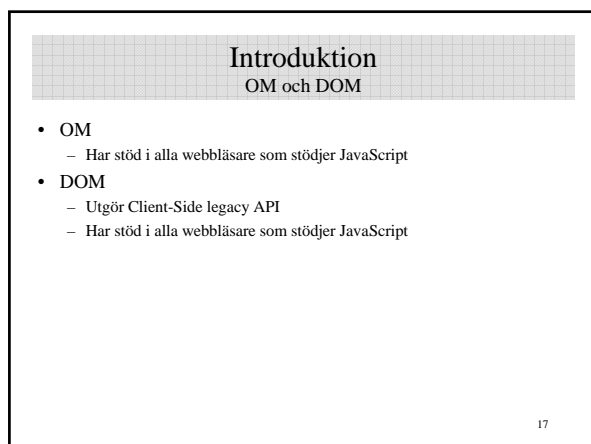 Introduktion
OM och DOM
• OM
– Har stöd i alla webbläsare som stödjer JavaScript
• DOM
– Utgör Client-Side legacy API
– Har stöd i alla webbläsare som stödjer JavaScript
17